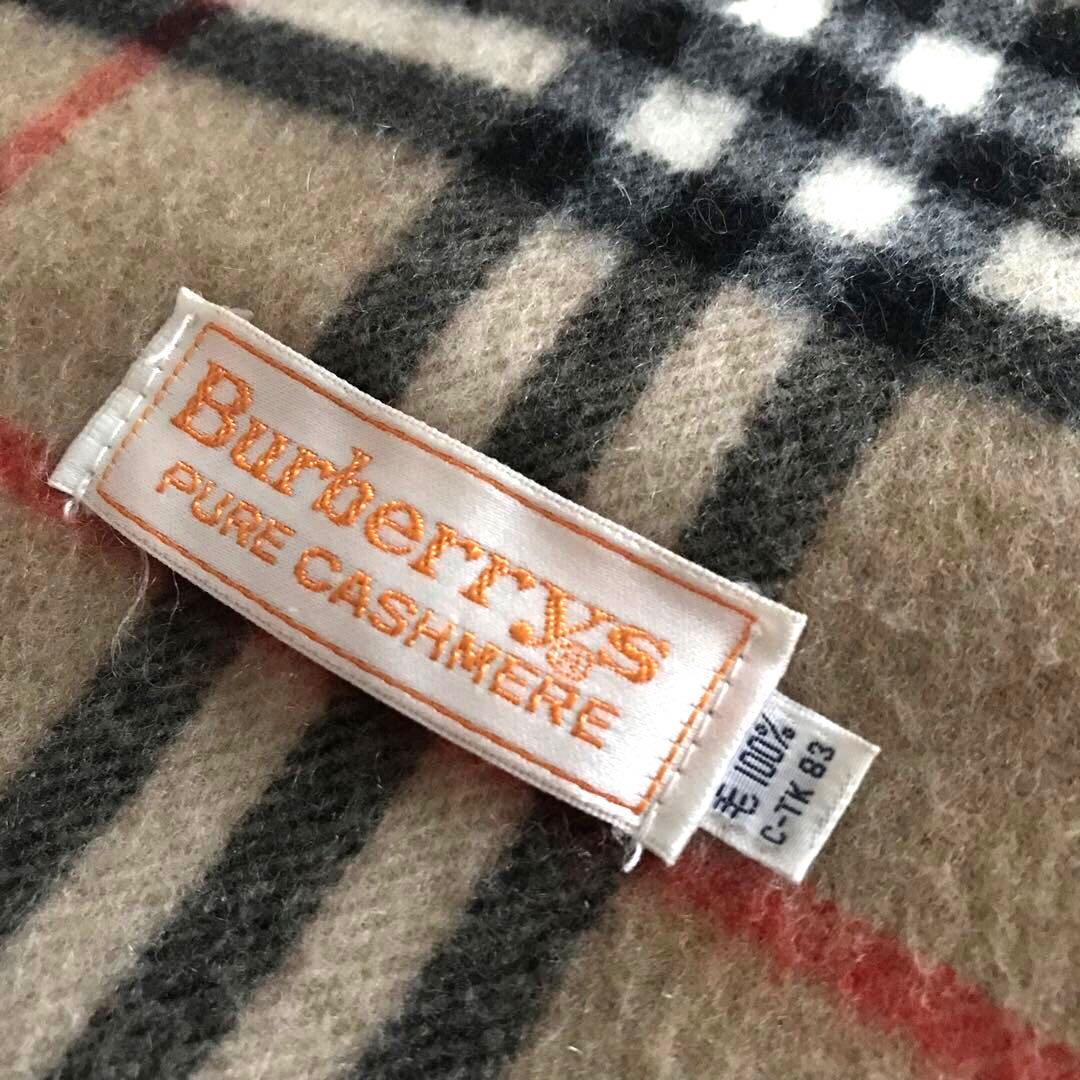 Burberrys®
PURE CASHMERE
毛 100%
C-TK 83